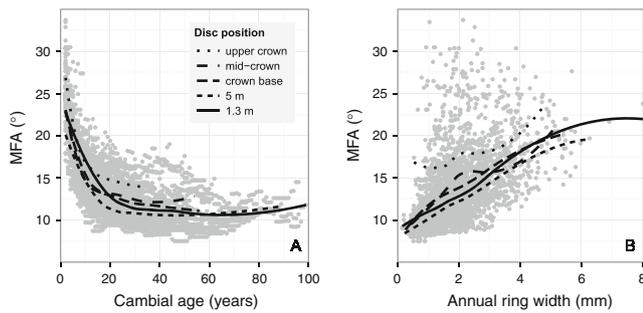 Disc position
upper crown
mid−crown
crown base
5 m
1.3 m
MFA (°)
30
25
20
15
10
0 20 40 60 80 100
Cambial age (years)
A
MFA (°)
30
25
20
15
10
0 2 4 6 8
Annual ring width (mm)
B